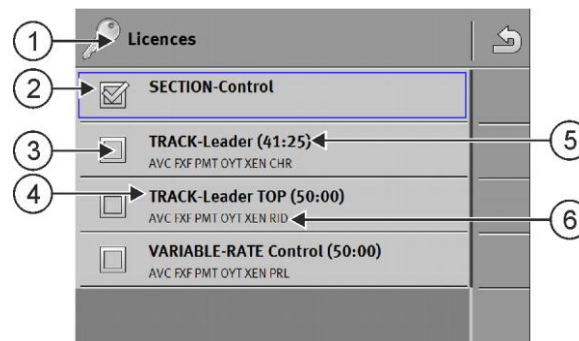 1
Licences
2
SECTION-Control
3
TRACK-Leader (41:25)
5
AVC FXF PMT OYT XEN CHR
4
TRACK-Leader TOP (50:00)
AVC FXF PMT OYT XEN RID
6
VARIABLE-RATE Control (50:00)
AVC FXF PMT OYT XEN PRL